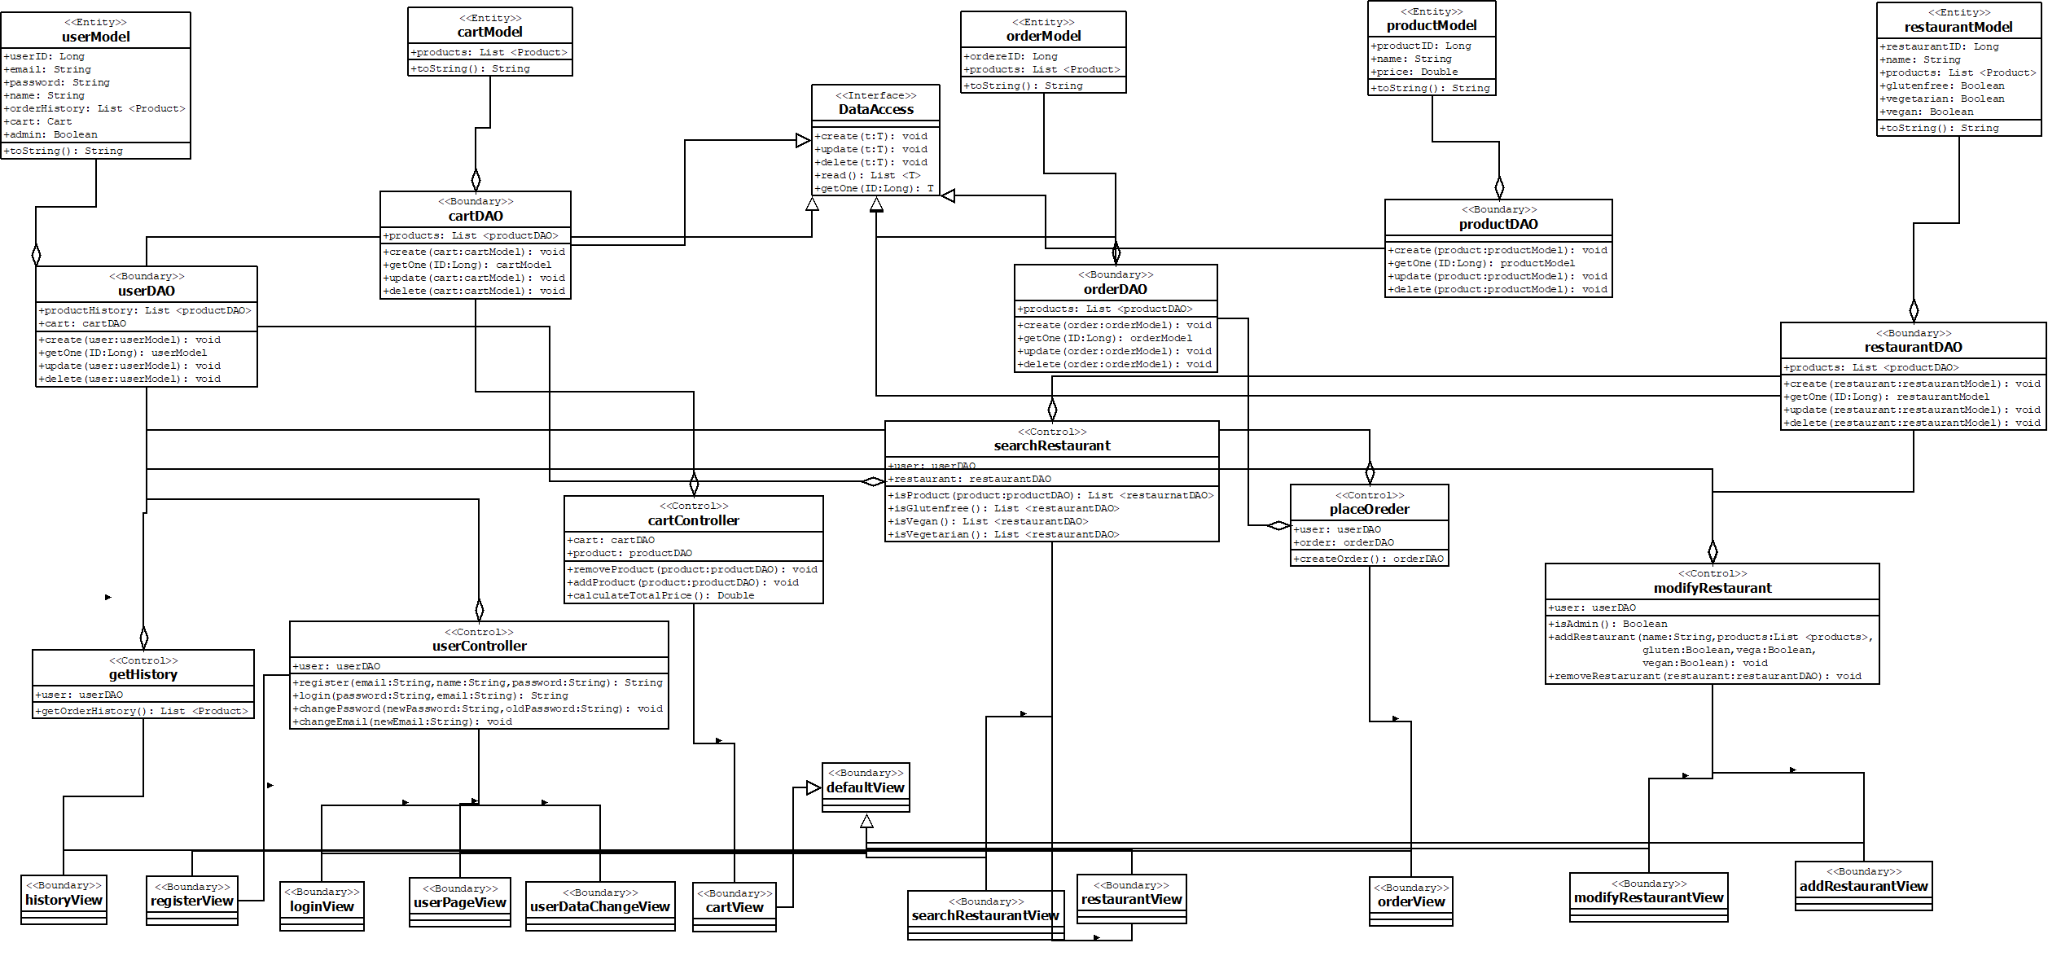 <<Entity>>
userModel
+userID: Long
+email: String
+password: String
+name: String
+orderHistory: List <Product>
+cart: Cart
+admin: Boolean
+toString(): String
<<Entity>>
cartModel
+products: List <Product>
+toString(): String
<<Interface>>
DataAccess
+create(t:T): void
+update(t:T): void
+delete(t:T): void
+read(): List <T>
+getOne(ID:Long): T
<<Entity>>
orderModel
+ordereID: Long
+products: List <Product>
+toString(): String
<<Entity>>
productModel
+productID: Long
+name: String
+price: Double
+toString(): String
<<Entity>>
restaurantModel
+restaurantID: Long
+name: String
+products: List <Product>
+glutenfree: Boolean
+vegetarian: Boolean
+vegan: Boolean
+toString(): String
<<Boundary>>
userDAO
+productHistory: List <productDAO>
+cart: cartDAO
+create(user:userModel): void
+getOne(ID:Long): userModel
+update(user:userModel): void
+delete(user:userModel): void
<<Boundary>>
cartDAO
+products: List <productDAO>
+create(cart:cartModel): void
+getOne(ID:Long): cartModel
+update(cart:cartModel): void
+delete(cart:cartModel): void
<<Boundary>>
orderDAO
+products: List <productDAO>
+create(order:orderModel): void
+getOne(ID:Long): orderModel
+update(order:orderModel): void
+delete(order:orderModel): void
<<Boundary>>
productDAO
+create(product:productModel): void
+getOne(ID:Long): productModel
+update(product:productModel): void
+delete(product:productModel): void
<<Boundary>>
restaurantDAO
+products: List <productDAO>
+create(restaurant:restaurantModel): void
+getOne(ID:Long): restaurantModel
+update(restaurant:restaurantModel): void
+delete(restaurant:restaurantModel): void
<<Control>>
getHistory
+user: userDAO
+getOrderHistory(): List <Product>
<<Control>>
userController
+user: userDAO
+register(email:String,name:String,password:String): String
+login(password:String,email:String): String
+changePssword(newPassword:String,oldPassword:String): void
+changeEmail(newEmail:String): void
<<Control>>
cartController
+cart: cartDAO
+product: productDAO
+removeProduct(product:productDAO): void
+addProduct(product:productDAO): void
+calculateTotalPrice(): Double
<<Control>>
searchRestaurant
+user: userDAO
+restaurant: restaurantDAO
+isProduct(product:productDAO): List <restaurnatDAO>
+isGlutenfree(): List <restaurantDAO>
+isVegan(): List <restaurantDAO>
+isVegetarian(): List <restaurantDAO>
<<Control>>
placeOreder
+user: userDAO
+order: orderDAO
+createOrder(): orderDAO
<<Control>>
modifyRestaurant
+user: userDAO
+isAdmin(): Boolean
+addRestaurant(name:String,products:List <products>,
gluten:Boolean,vega:Boolean,
vegan:Boolean): void
+removeRestarurant(restaurant:restaurantDAO): void
<<Boundary>>
defaultView
<<Boundary>>
historyView
<<Boundary>>
registerView
<<Boundary>>
loginView
<<Boundary>>
userPageView
<<Boundary>>
userDataChangeView
<<Boundary>>
cartView
<<Boundary>>
searchRestaurantView
<<Boundary>>
restaurantView
<<Boundary>>
orderView
<<Boundary>>
modifyRestaurantView
<<Boundary>>
addRestaurantView